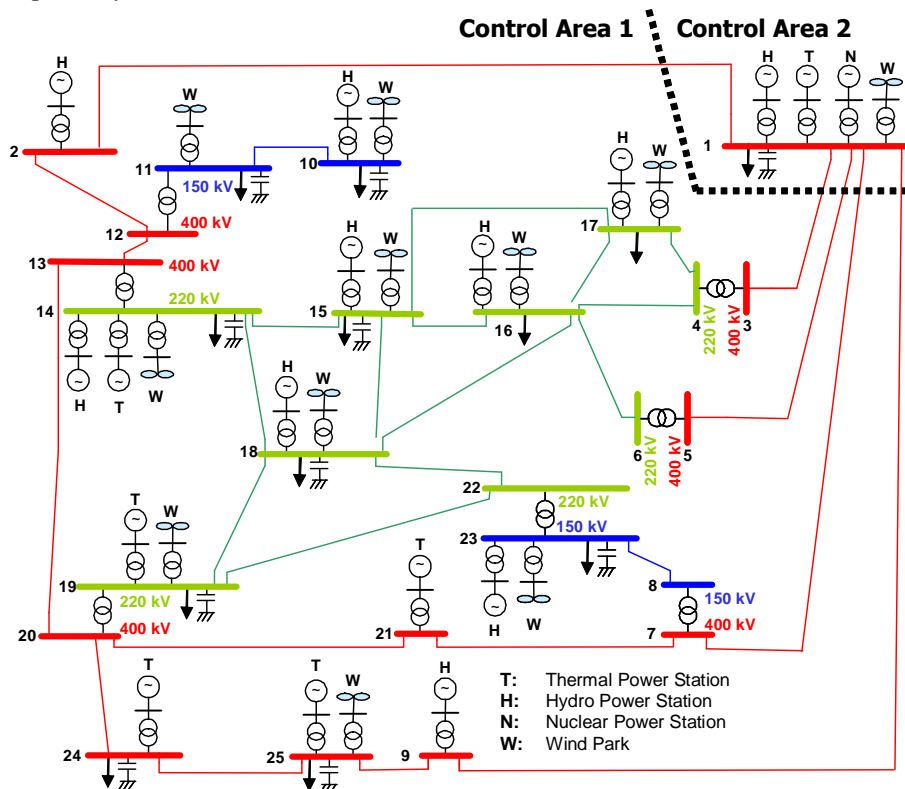 Control Area 1
Control Area 2
H
W
H
W
H
T
N
W
2
1
11
150 kV
10
H
W
400 kV
12
H
W
17
13
400 kV
H
W
14
220 kV
15
16
4
3
220 kV
400 kV
H
T
W
H
W
18
6
5
220 kV
400 kV
22
220 kV
T
W
150 kV
23
T
19
220 kV
8
150 kV
H
W
20
400 kV
21
7
400 kV
T
T
W
H
T: Thermal Power Station
H: Hydro Power Station
N: Nuclear Power Station
W: Wind Park
24
25
9
~